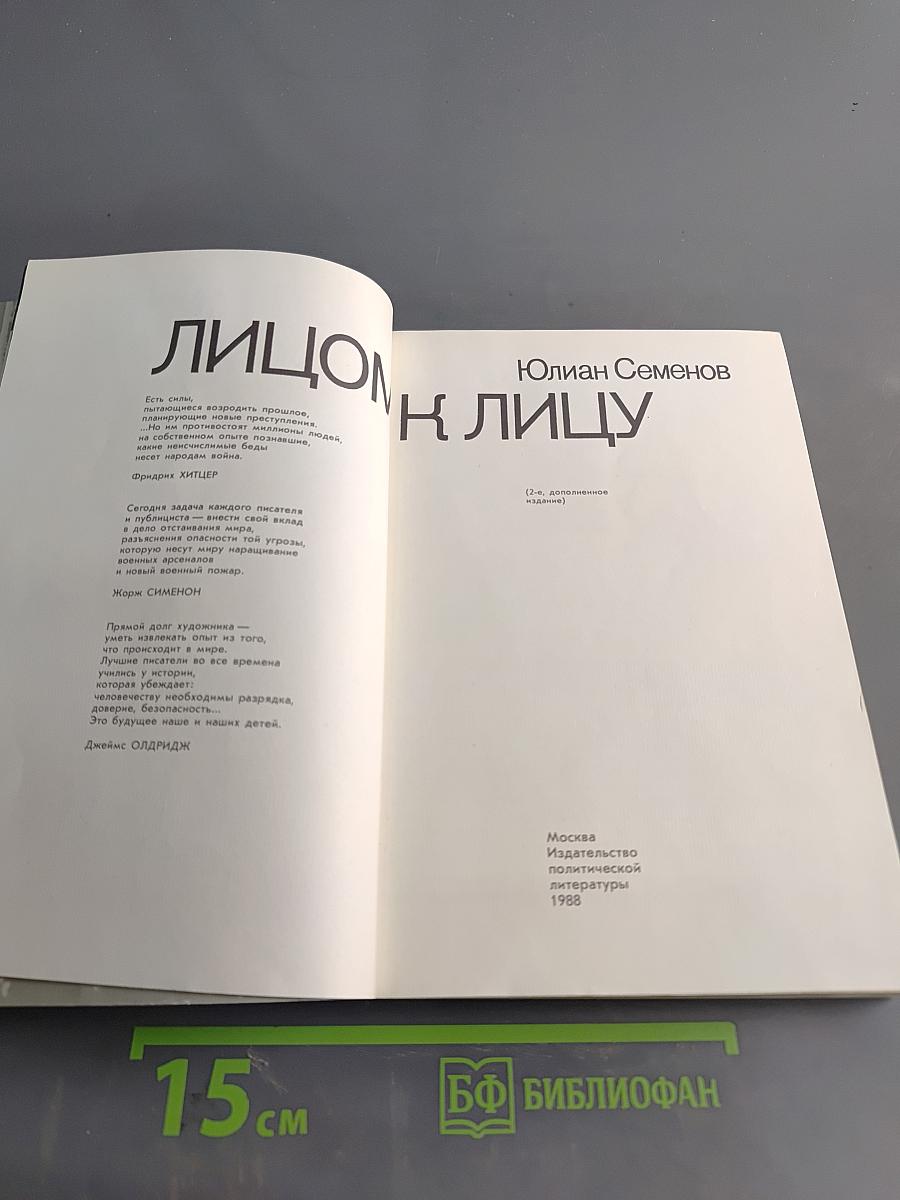 ЛИЦОМ
Есть силы,
пытающиеся возродить прошлое,
планирующие новые преступления.
...Но им противостоят миллионы людей,
на собственном опыте познавшие,
какие неисчислимые беды
несет народам война.
Фридрих ХИТЦЕР
Сегодня задача каждого писателя
и публициста — внести свой вклад
в дело отстаивания мира,
разъяснения опасности той угрозы,
которую несут миру наращивание
военных арсеналов
и новый военный пожар.
Жорж СИМЕНОН
Прямой долг художника —
уметь извлекать опыт из того,
что происходит в мире.
Лучшие писатели во все времена
учились у истории,
которая убеждает:
человечеству необходимы разрядка,
доверие, безопасность...
Это будущее наше и наших детей.
Джеймс ОЛДРИДЖ
Юлиан Семенов
К ЛИЦУ
(2-е, дополненное
издание)
Москва
Издательство
политической
литературы
1988
15 см
БФ БИБЛИОФАН